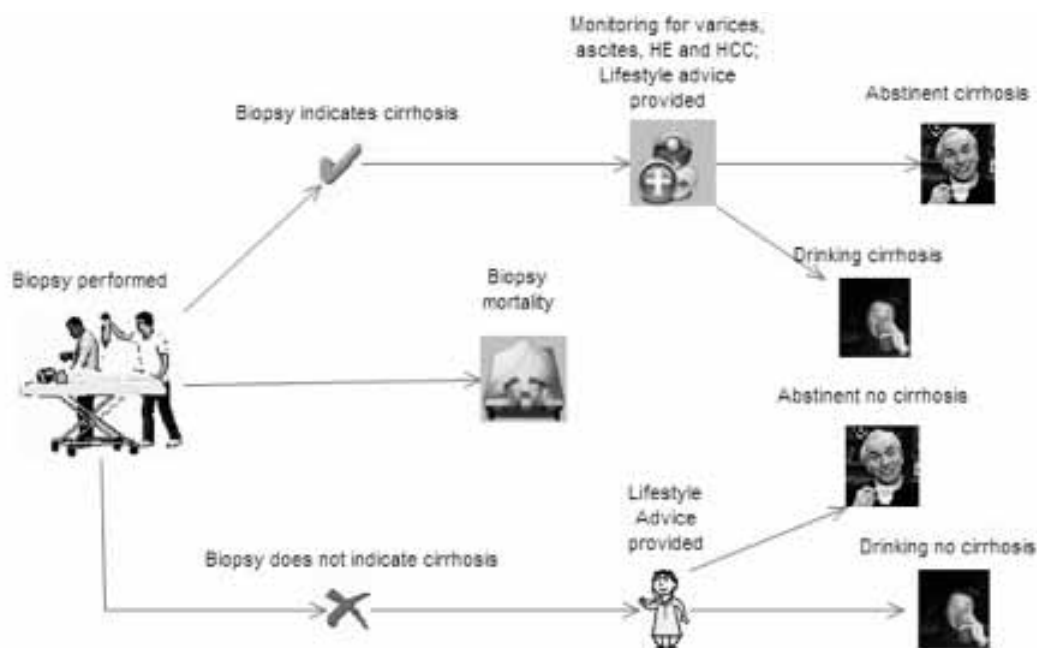 Monitoring for varices,
ascites, HE and HCC;
Lifestyle advice
provided
Abstinent cirrhosis
Biopsy indicates cirrhosis
Drinking cirrhosis
Biopsy performed
Biopsy
mortality
Abstinent no cirrhosis
Lifestyle
Advice
provided
Drinking no cirrhosis
Biopsy does not indicate cirrhosis